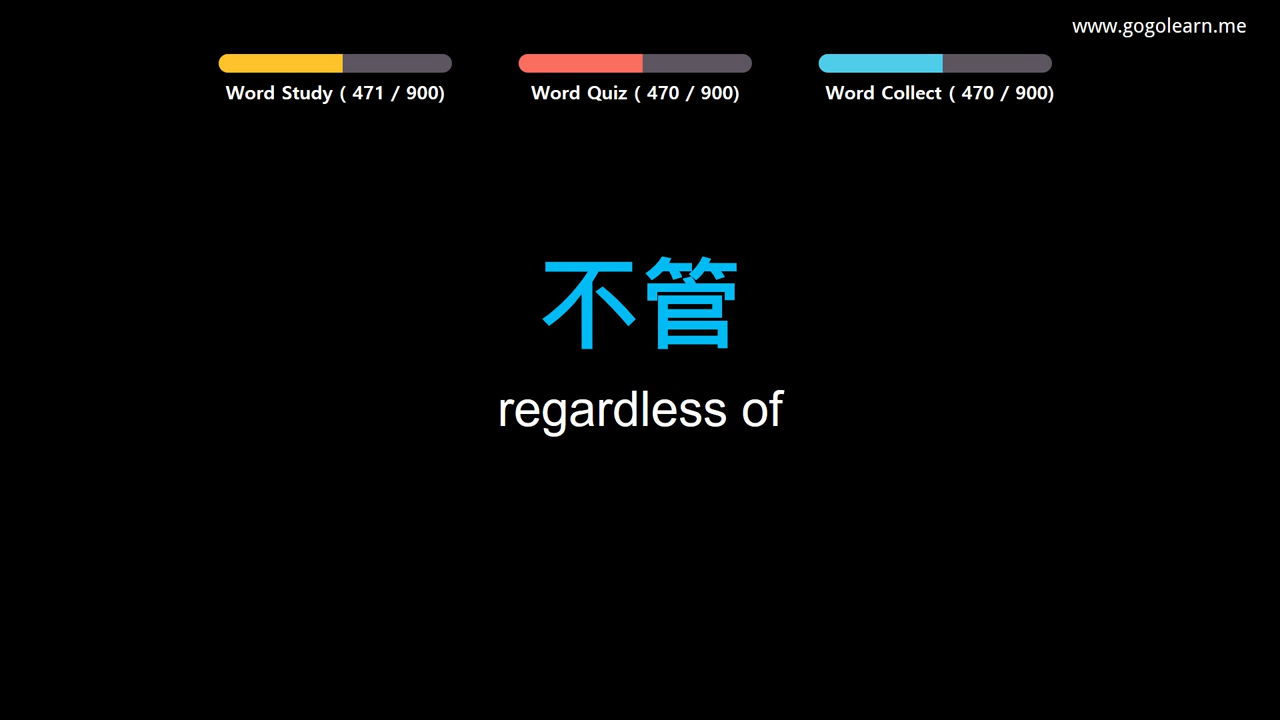 www.gogolearn.me
Word Study ( 471 / 900)
Word Quiz ( 470 / 900)
Word Collect ( 470 / 900)
不管
regardless of